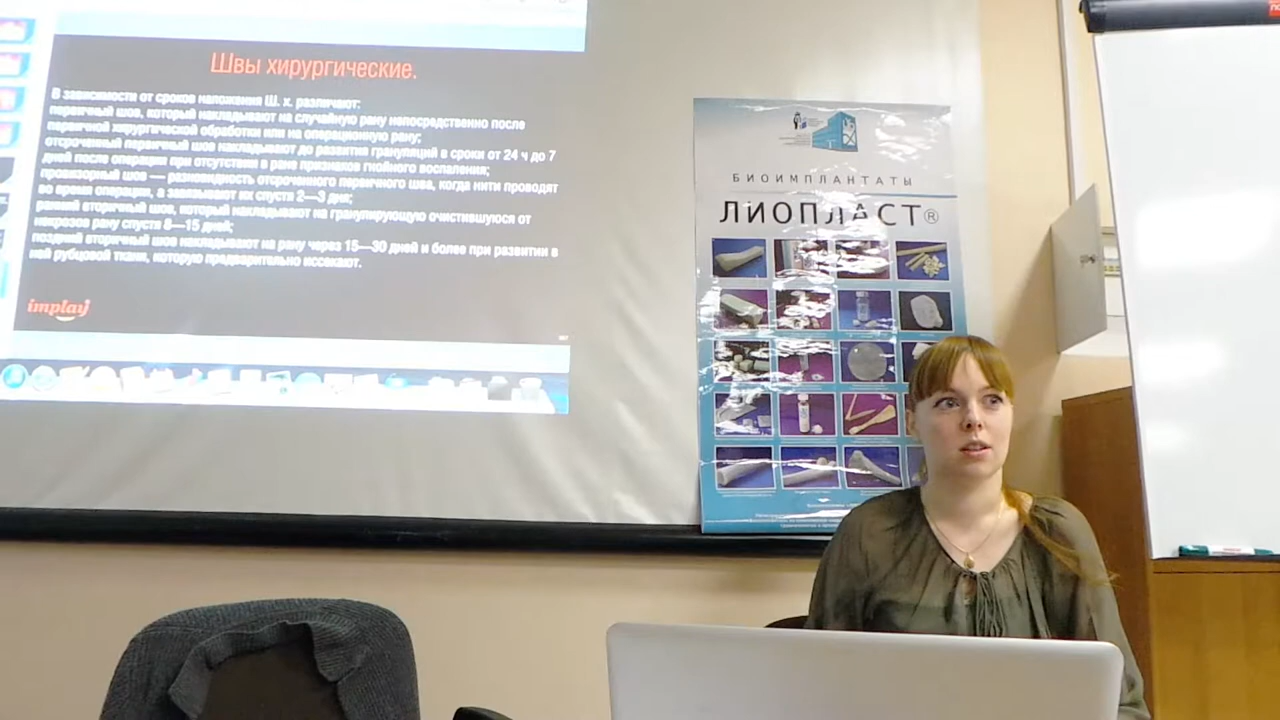 Швы хирургические.
В зависимости от сроков наложения Ш. х. различают:
первичный шов, который накладывают на случайную рану непосредственно после
первичной хирургической обработки или на операционную рану;
отсроченный первичный шов накладывают до развития грануляций в сроки от 24 ч до 7
дней после операции при отсутствии в ране признаков гнойного воспаления;
провизорный шов — разновидность отсроченного первичного шва, когда нити проводят
во время операции, а завязывают их спустя 2—3 дня;
ранний вторичный шов, который накладывают на гранулирующую очистившуюся от
некрозов рану спустя 8—15 дней;
поздний вторичный шов накладывают на рану через 15—30 дней и более при развитии в
ней рубцовой ткани, которую предварительно иссекают.
implay
БИОИМПЛАНТАТЫ
ЛИОПЛАСТ®